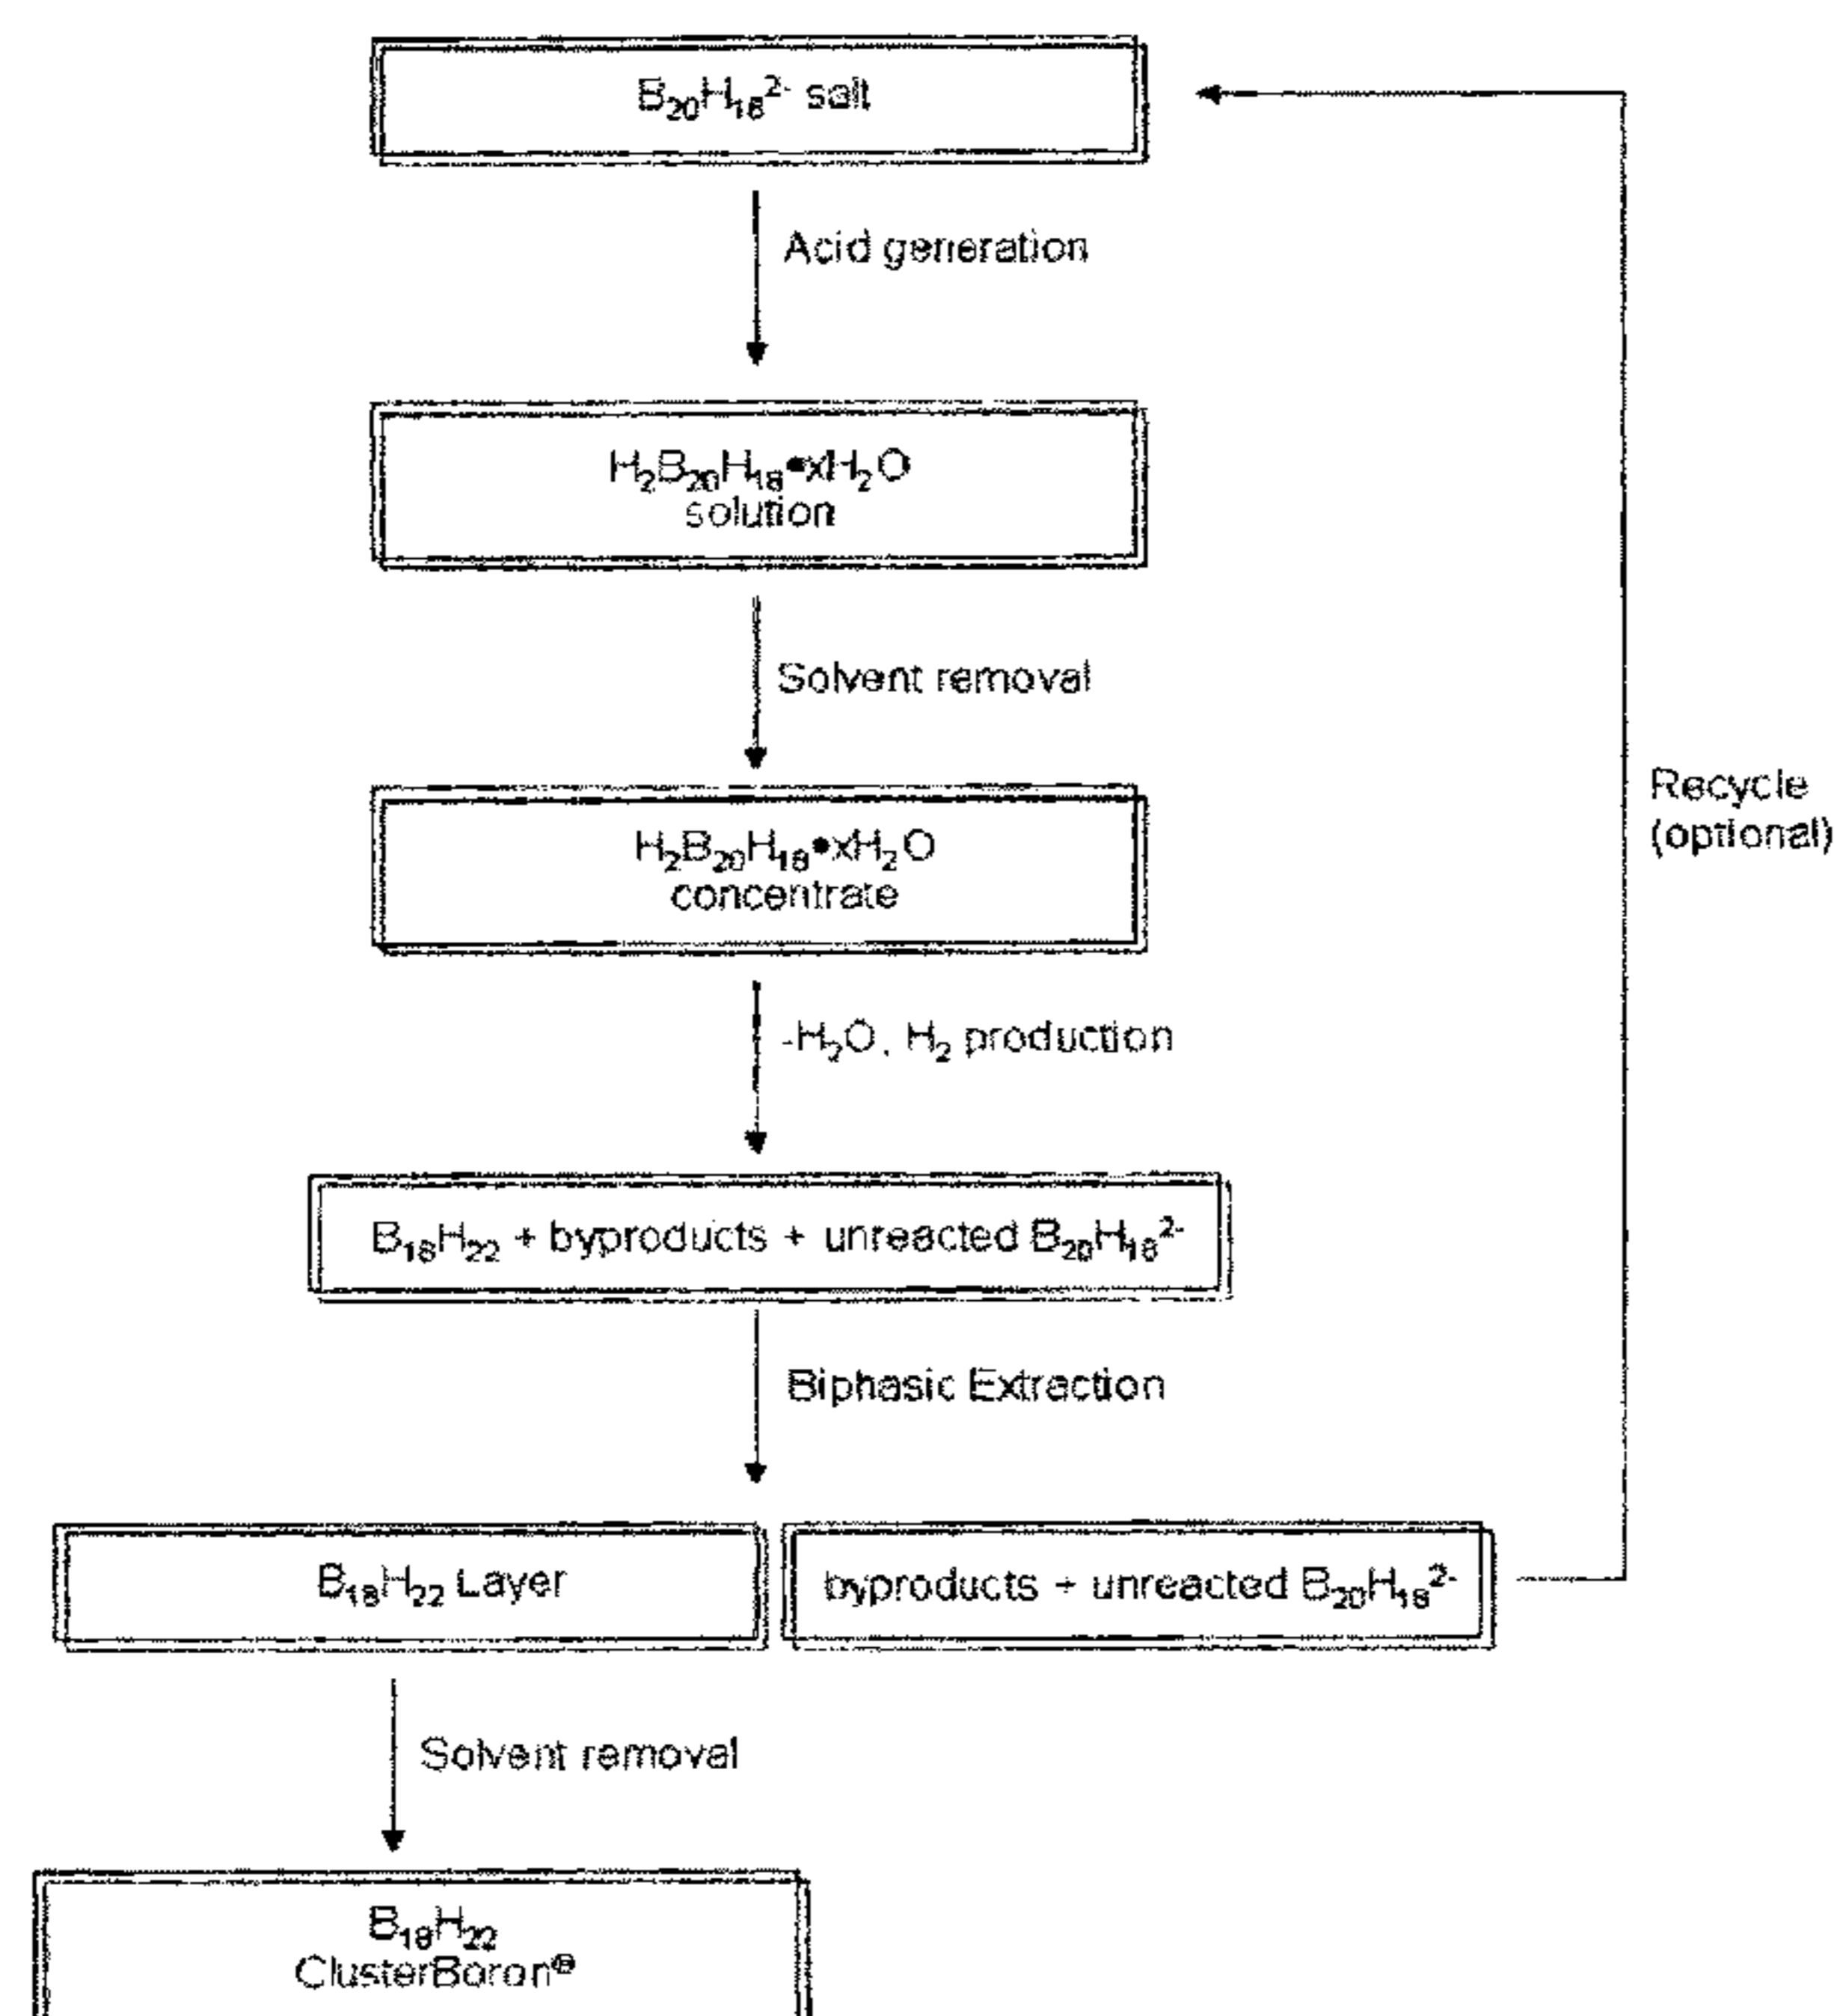 B₂₀H₁₈²⁻ salt
Acid generation
H₂B₂₀H₁₈•xH₂O
solution
Solvent removal
H₂B₂₀H₁₈•xH₂O
concentrate
Recycle
(optional)
-H₂O, H₂ production
B₁₈H₂₂ + byproducts + unreacted B₂₀H₁₈²⁻
Biphasic Extraction
B₁₈H₂₂ Layer
byproducts + unreacted B₂₀H₁₈²⁻
Solvent removal
B₁₈H₂₂
ClusterBoron®